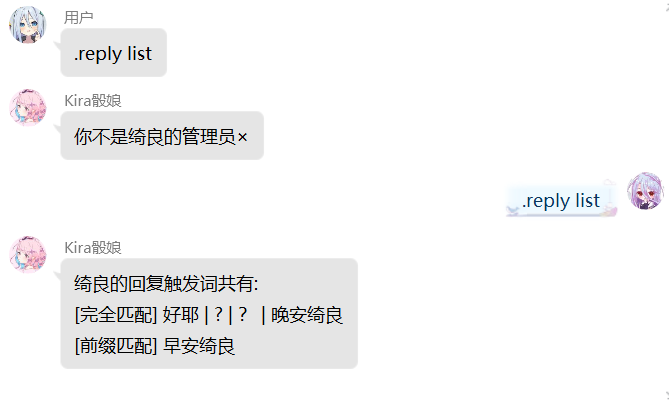 用户
.reply list
Kira骰娘
你不是绮良的管理员×
.reply list
Kira骰娘
绮良的回复触发词共有:
[完全匹配] 好耶 | ? | ？ | 晚安绮良
[前缀匹配] 早安绮良